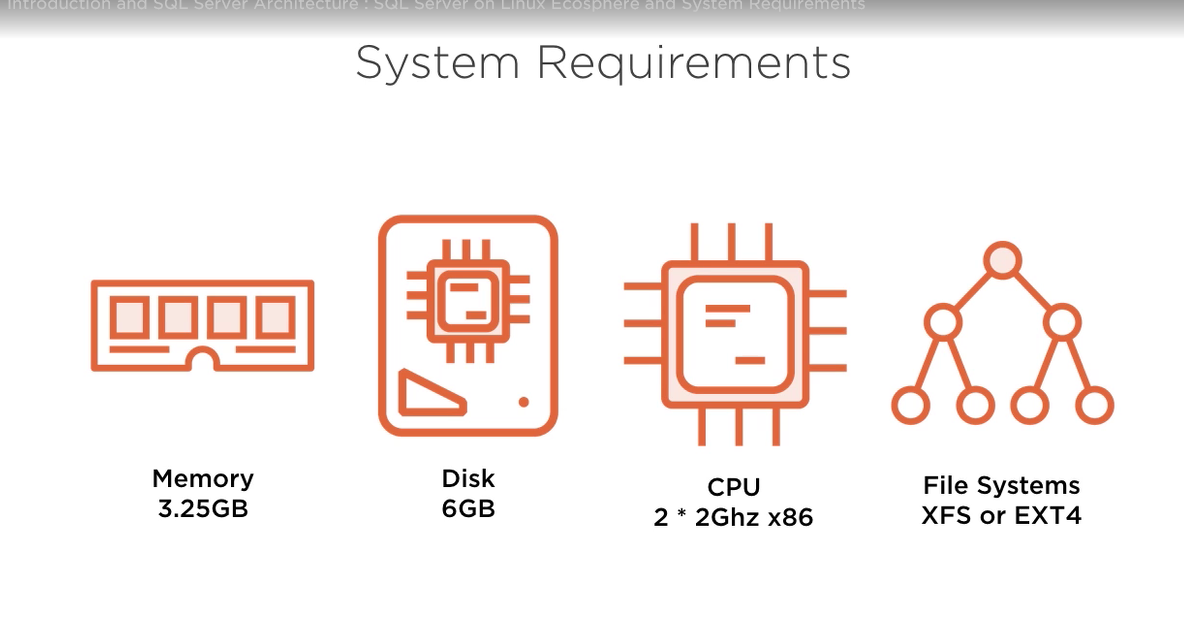 Introduction and SQL Server Architecture : SQL Server on Linux Ecosphere and System Requirements
System Requirements
Memory
3.25GB
Disk
6GB
CPU
2 * 2Ghz x86
File Systems
XFS or EXT4